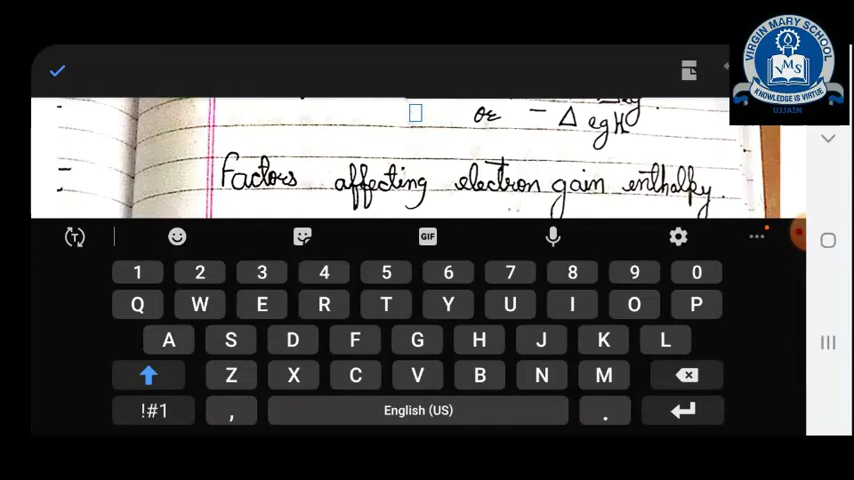 VIRGIN MARY SCHOOL
VMS
KNOWLEDGE IS VIRTUE
UJJAIN
or - Δ egH
Factors affecting electron gain enthalpy.
T
GIF
1 2 3 4 5 6 7 8 9 0
Q W E R T Y U I O P
A S D F G H J K L
Z X C V B N M
!#1 , English (US) .